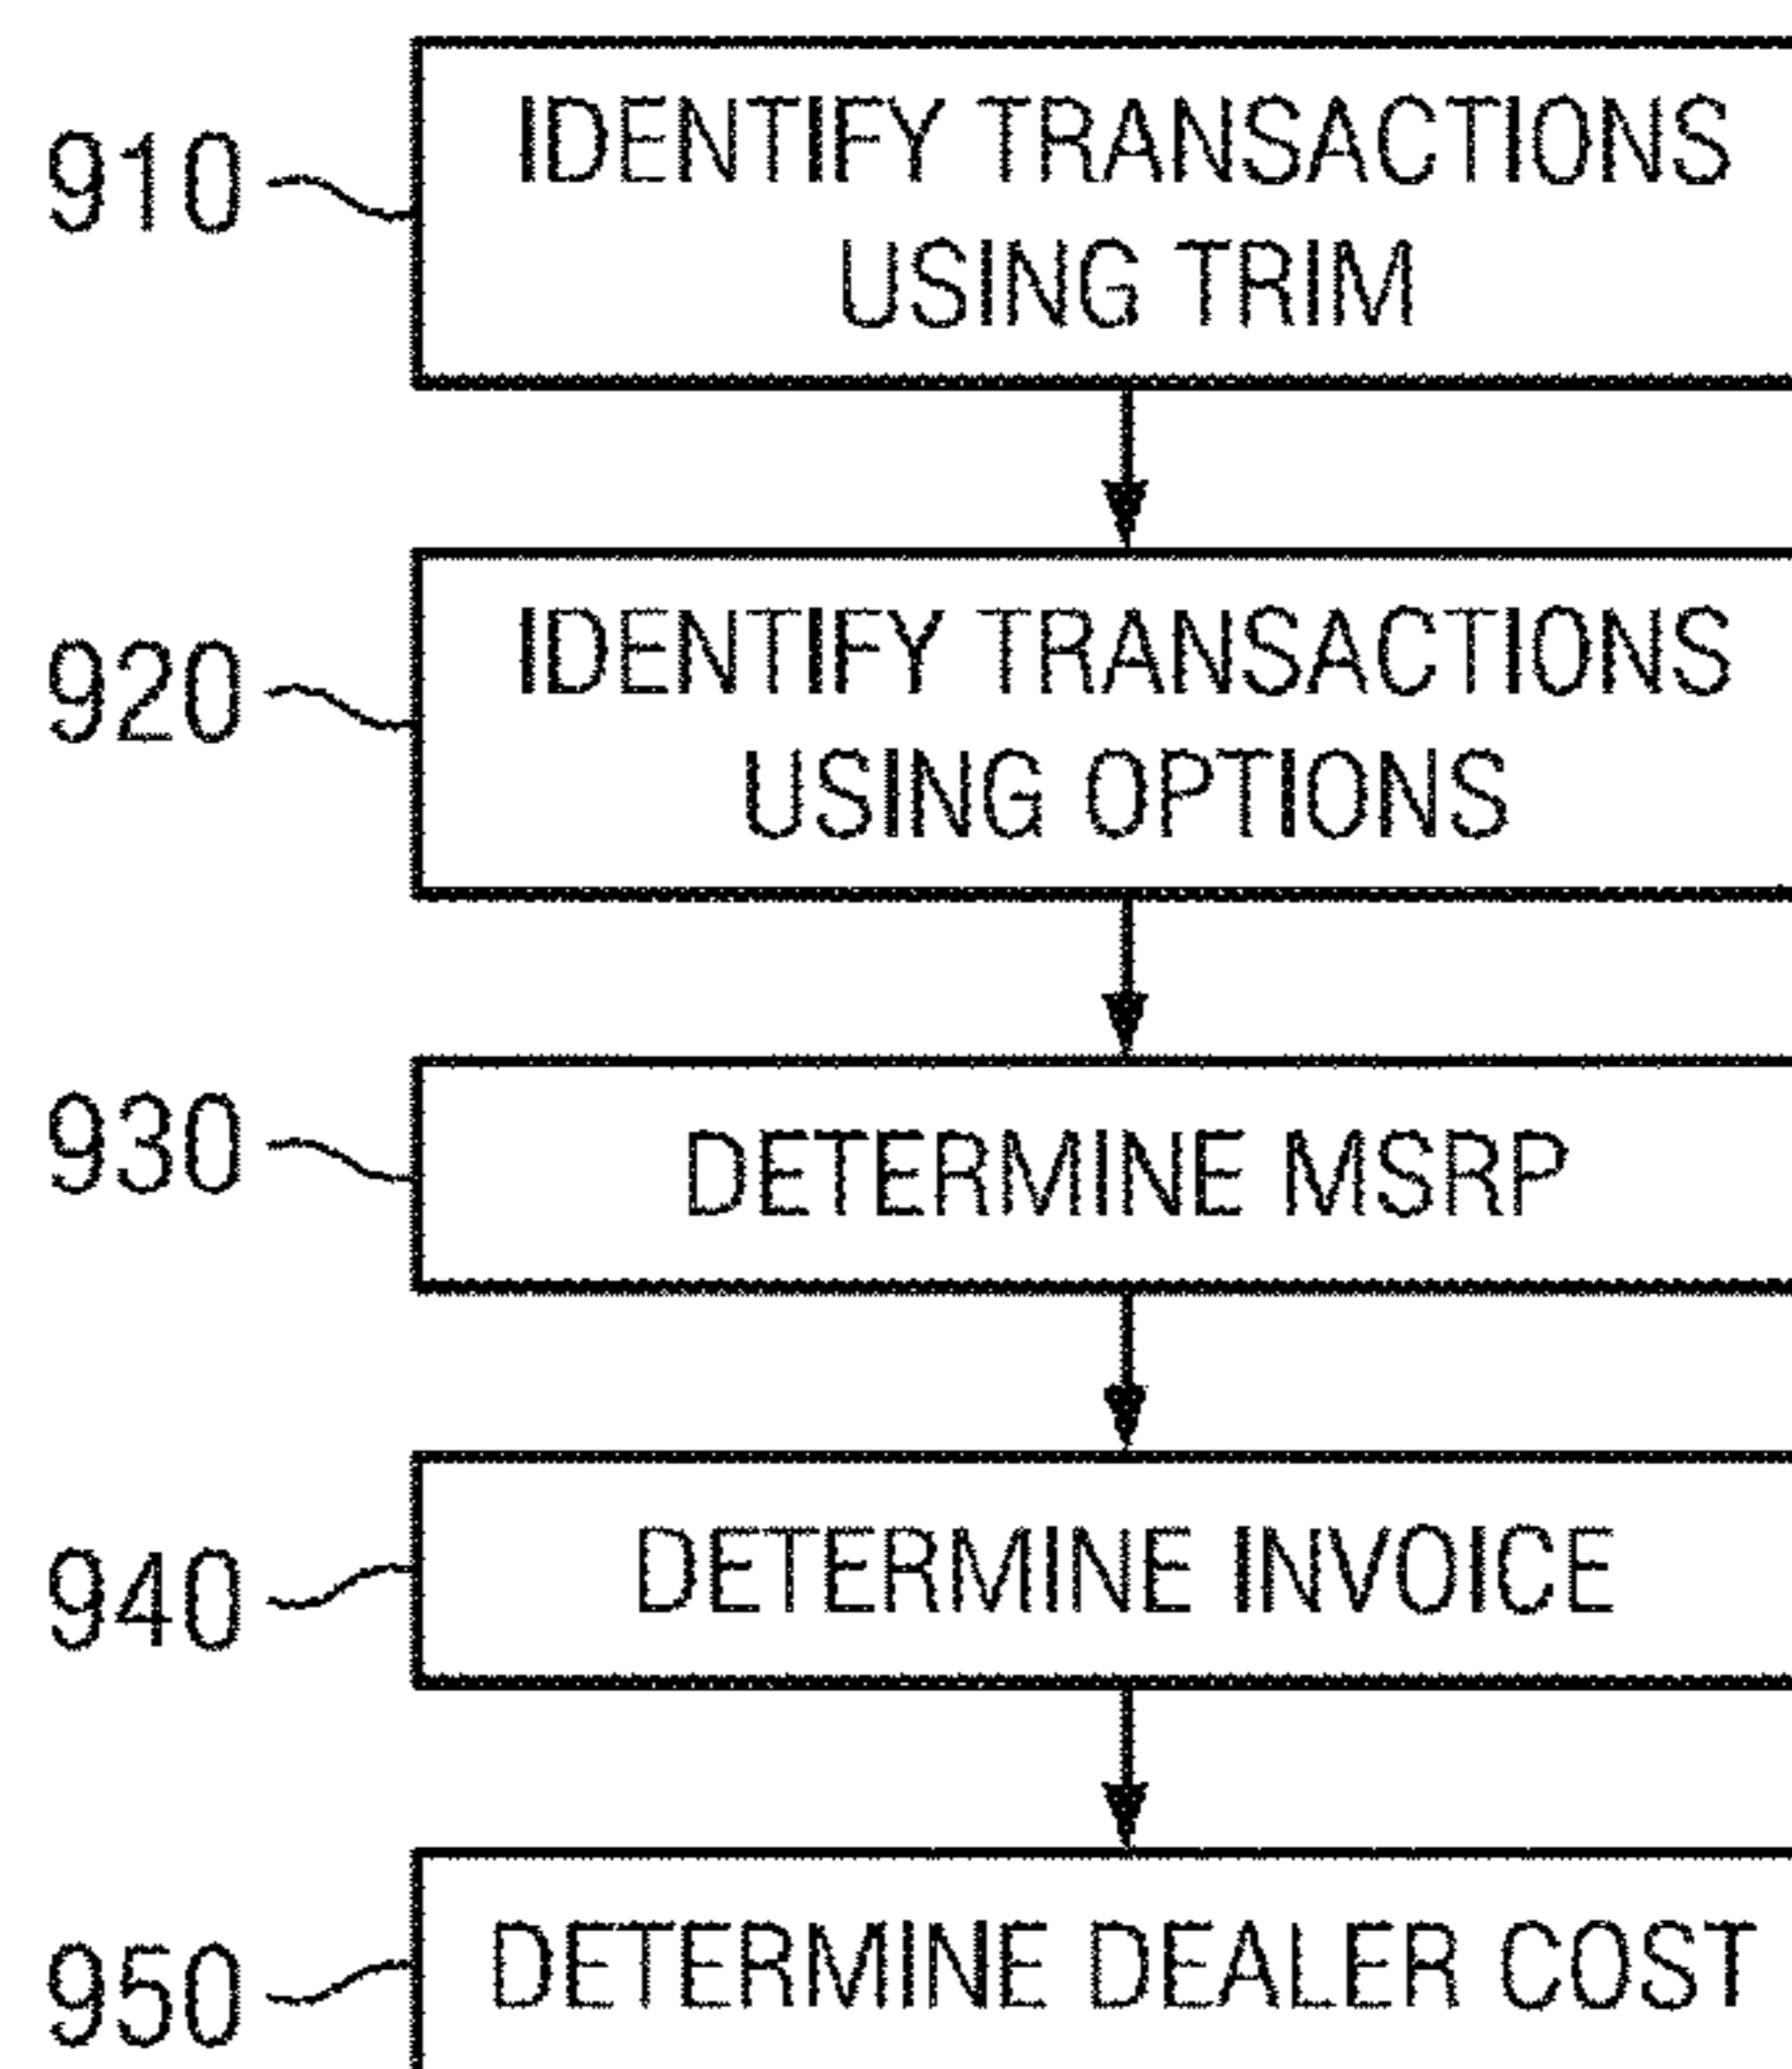 910
IDENTIFY TRANSACTIONS
USING TRIM
920
IDENTIFY TRANSACTIONS
USING OPTIONS
930
DETERMINE MSRP
940
DETERMINE INVOICE
950
DETERMINE DEALER COST